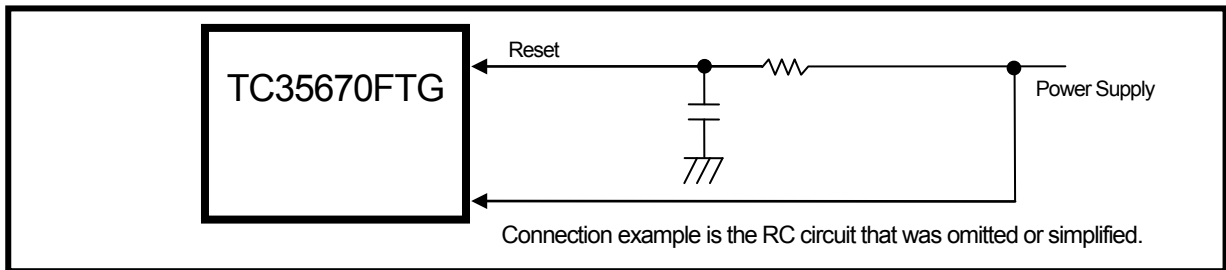 Reset
TC35670FTG
Power Supply
Connection example is the RC circuit that was omitted or simplified.